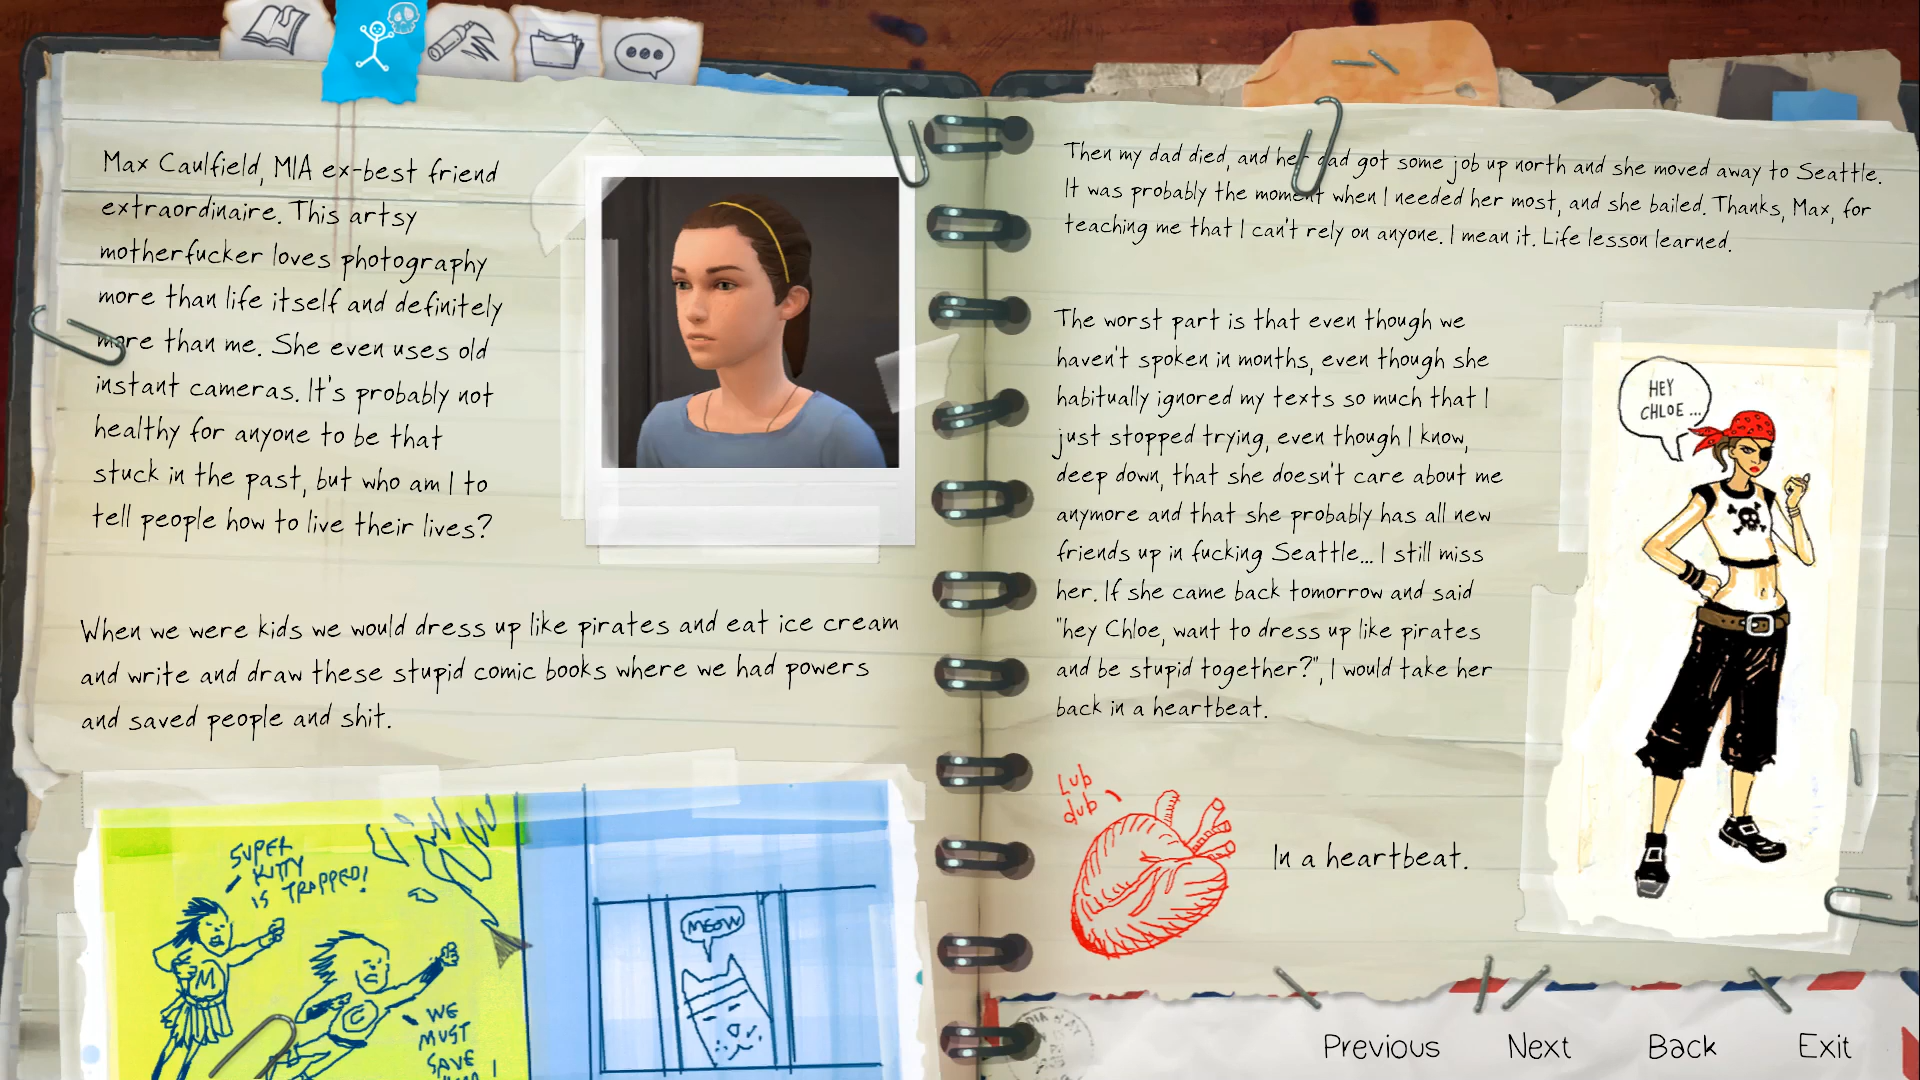 Max Caulfield, MIA ex-best friend
extraordinaire. This artsy
motherfucker loves photography
more than life itself and definitely
more than me. She even uses old
instant cameras. It's probably not
healthy for anyone to be that
stuck in the past, but who am I to
tell people how to live their lives?
When we were kids we would dress up like pirates and eat ice cream
and write and draw these stupid comic books where we had powers
and saved people and shit.
SUPER
KITTY
IS TRAPPED!
M
C
WE
MUST
SAVE
MEOW
Then my dad died, and her dad got some job up north and she moved away to Seattle.
It was probably the moment when I needed her most, and she bailed. Thanks, Max, for
teaching me that I can't rely on anyone. I mean it. Life lesson learned.
The worst part is that even though we
haven't spoken in months, even though she
habitually ignored my texts so much that I
just stopped trying, even though I know,
deep down, that she doesn't care about me
anymore and that she probably has all new
friends up in fucking Seattle... I still miss
her. If she came back tomorrow and said
"hey Chloe, want to dress up like pirates
and be stupid together?", I would take her
back in a heartbeat.
HEY
CHLOE...
Lub
dub
In a heartbeat.
Previous
Next
Back
Exit